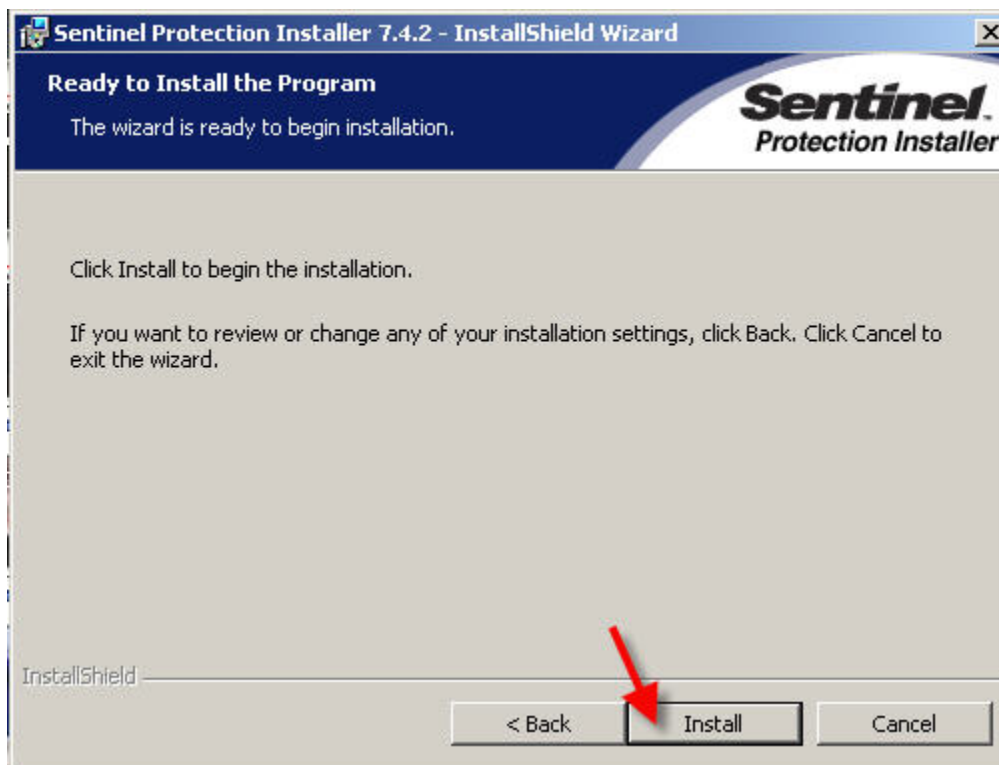 Sentinel Protection Installer 7.4.2 - InstallShield Wizard
Ready to Install the Program
The wizard is ready to begin installation.
Sentinel.
Protection Installer
Click Install to begin the installation.
If you want to review or change any of your installation settings, click Back. Click Cancel to
exit the wizard.
InstallShield
< Back
Install
Cancel